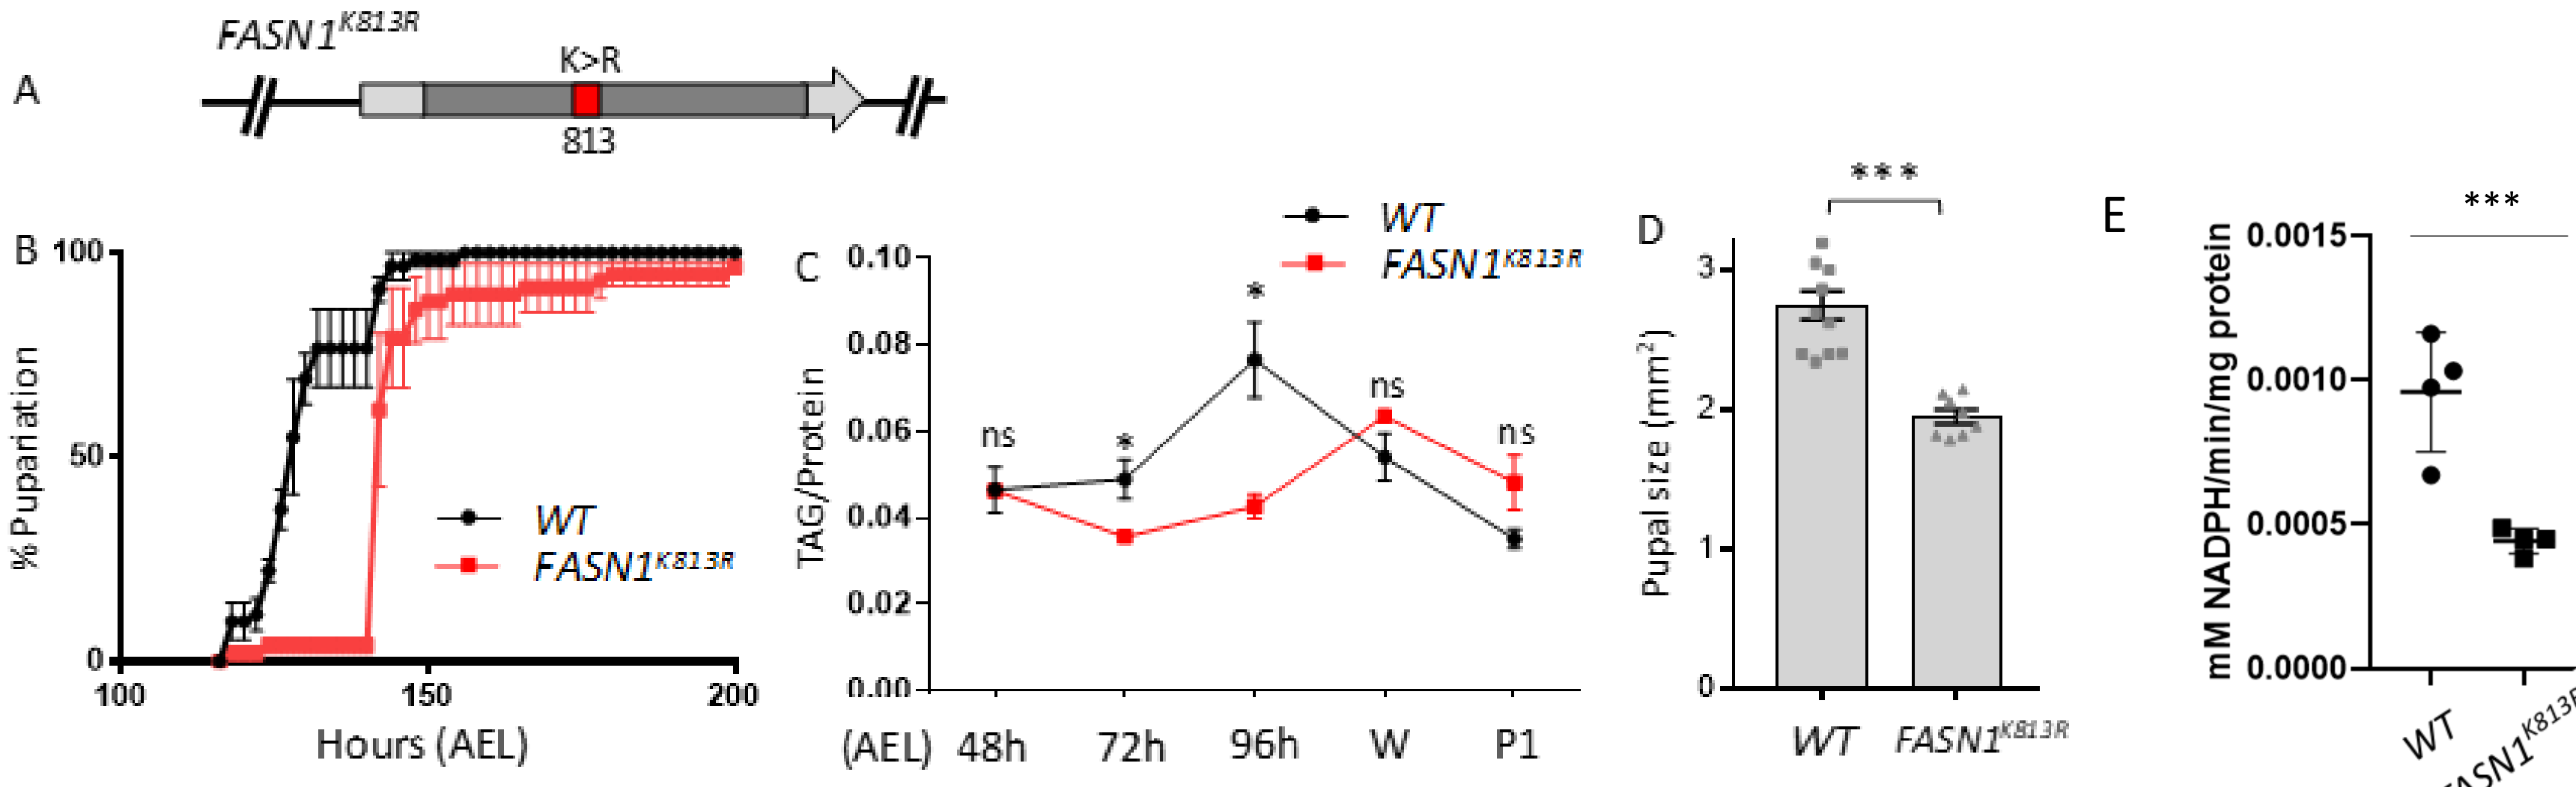 FASN1K813R
A
K>R
813
B
100
50
0
% Pupariation
100 150 200
Hours (AEL)
WT
FASN1K813R
C
WT
FASN1K813R
0.10
0.08
0.06
0.04
0.02
0.00
TAG/Protein
ns
*
*
ns
ns
(AEL) 48h 72h 96h W P1
D
***
3
2
1
0
Pupal size (mm2)
WT FASN1K813R
E
***
0.0015
0.0010
0.0005
0.0000
mM NADPH/min/mg protein
WT
FASN1K813R